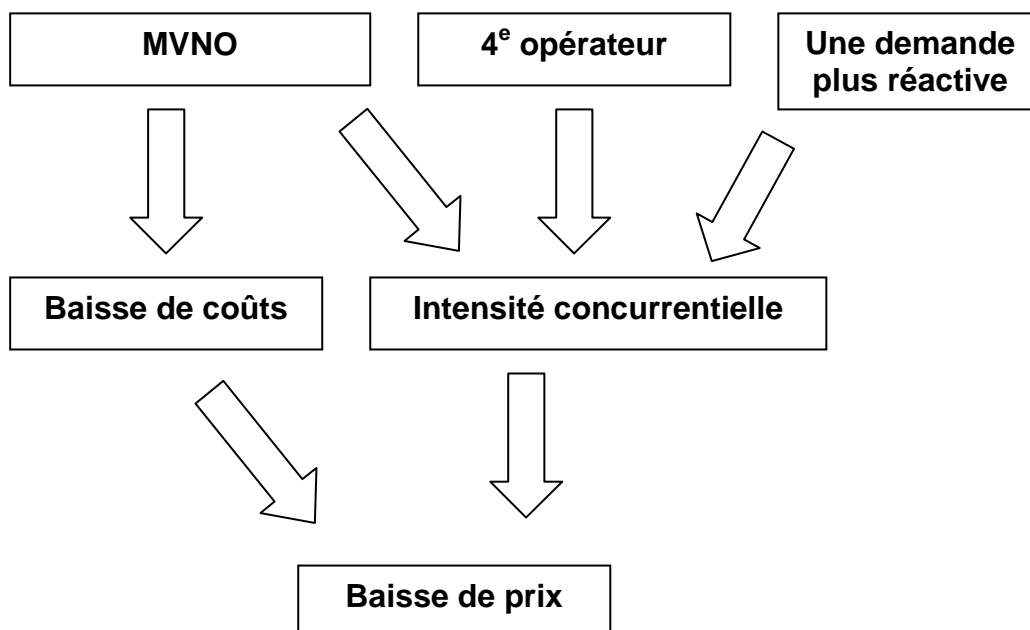 MVNO
4e opérateur
Une demande
plus réactive
Baisse de coûts
Intensité concurrentielle
Baisse de prix